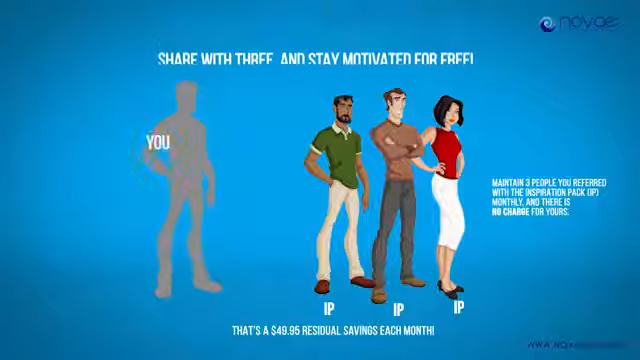 novae
SHARE WITH THREE, AND STAY MOTIVATED FOR FREE!
YOU
MAINTAIN 3 PEOPLE YOU REFERRED
WITH THE INSPIRATION PACK (IP)
MONTHLY, AND THERE IS
NO CHARGE FOR YOURS.
IP
IP
IP
THAT'S A $49.95 RESIDUAL SAVINGS EACH MONTH!